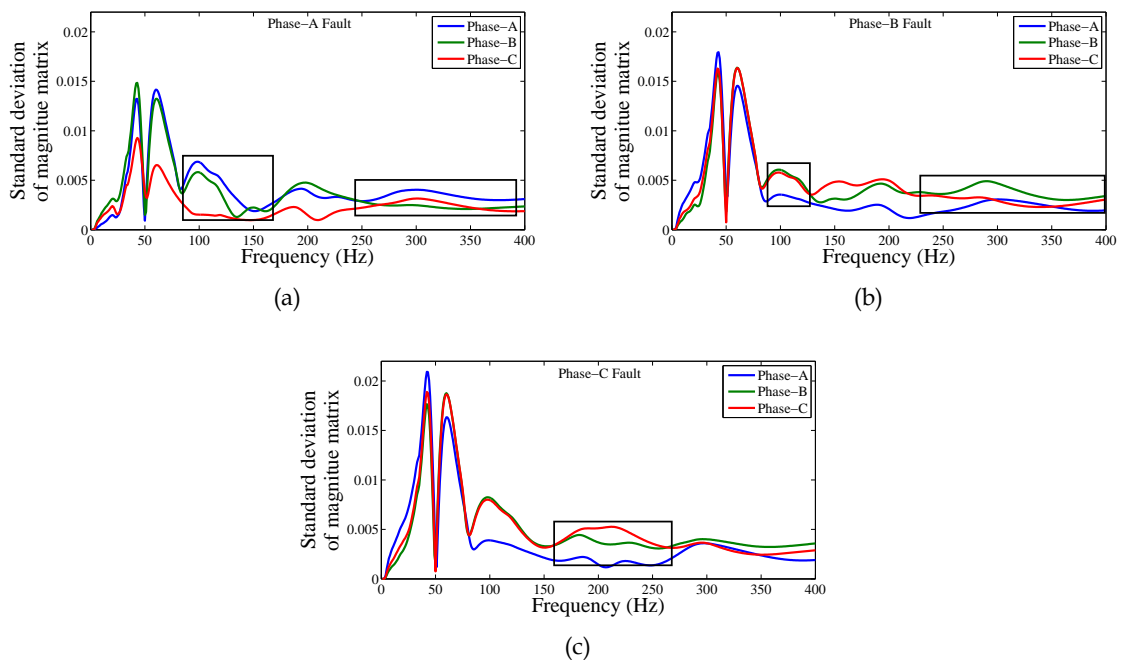 Phase−A Fault
Phase−A
Phase−B
Phase−C
Standard deviation
of magnitue matrix
0.02
0.015
0.01
0.005
0
0 50 100 150 200 250 300 350 400
Frequency (Hz)
(a)
Phase−B Fault
Phase−A
Phase−B
Phase−C
Standard deviation
of magnitue matrix
0.02
0.015
0.01
0.005
0
0 50 100 150 200 250 300 350 400
Frequency (Hz)
(b)
Phase−C Fault
Phase−A
Phase−B
Phase−C
Standard deviation
of magnitue matrix
0.02
0.015
0.01
0.005
0
0 50 100 150 200 250 300 350 400
Frequency (Hz)
(c)